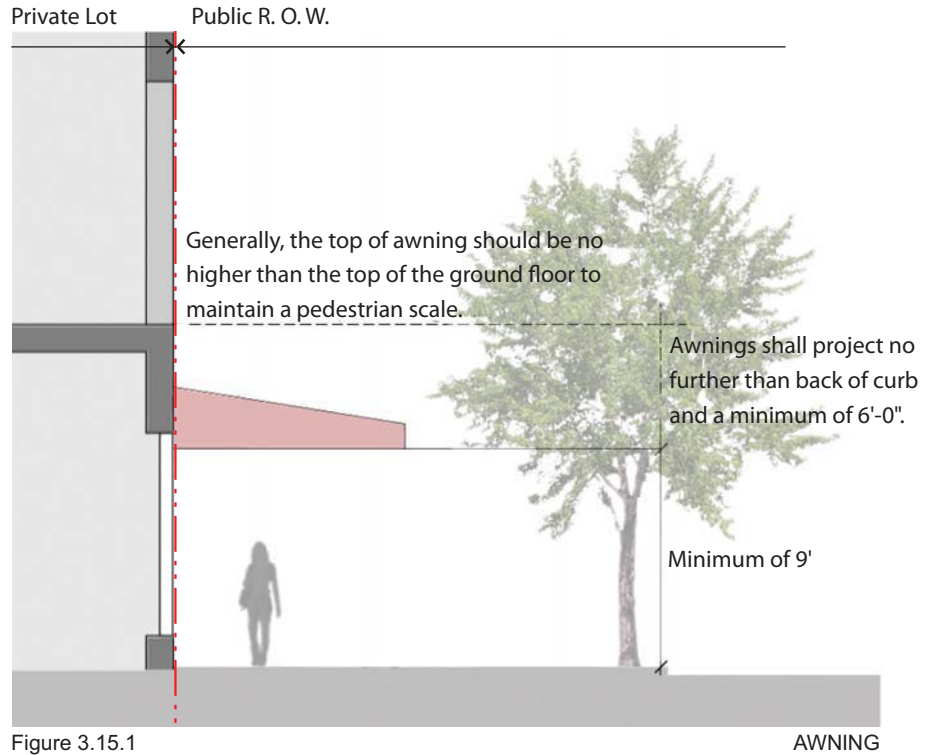 Private Lot
Public R. O. W.
Generally, the top of awning should be no
higher than the top of the ground floor to
maintain a pedestrian scale.
Awnings shall project no
further than back of curb
and a minimum of 6'-0".
Minimum of 9'
Figure 3.15.1
AWNING